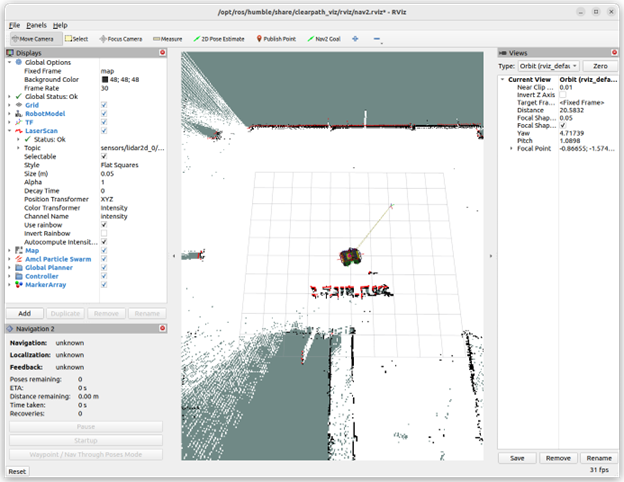 /opt/ros/humble/share/clearpath_viz/rviz/nav2.rviz* - RViz
File Panels Help
Move Camera Select Focus Camera Measure 2D Pose Estimate Publish Point Nav2 Goal
Displays
Global Options
Fixed Frame map
Background Color 48; 48; 48
Frame Rate 30
Global Status: Ok
Grid
RobotModel
TF
LaserScan
Status: Ok
Topic sensors/lidar2d_0/...
Selectable
Style Flat Squares
Size (m) 0.05
Alpha 1
Decay Time 0
Position Transformer XYZ
Color Transformer Intensity
Channel Name intensity
Use rainbow
Invert Rainbow
Autocompute Intensit...
Map
Amcl Particle Swarm
Global Planner
Controller
MarkerArray
Add Duplicate Remove Rename
Navigation 2
Navigation: unknown
Localization: unknown
Feedback: unknown
Poses remaining: 0
ETA: 0 s
Distance remaining: 0.00 m
Time taken: 0 s
Recoveries: 0
Pause
Startup
Waypoint / Nav Through Poses Mode
Reset
Views
Type: Orbit (rviz_defau Zero
Current View Orbit (rviz_defa...
Near Clip ... 0.01
Invert Z Axis
Target Fra... <Fixed Frame>
Distance 20.5832
Focal Shap... 0.05
Focal Shap...
Yaw 4.71739
Pitch 1.0898
Focal Point -0.86655; -1.574...
Save Remove Rename
31 fps